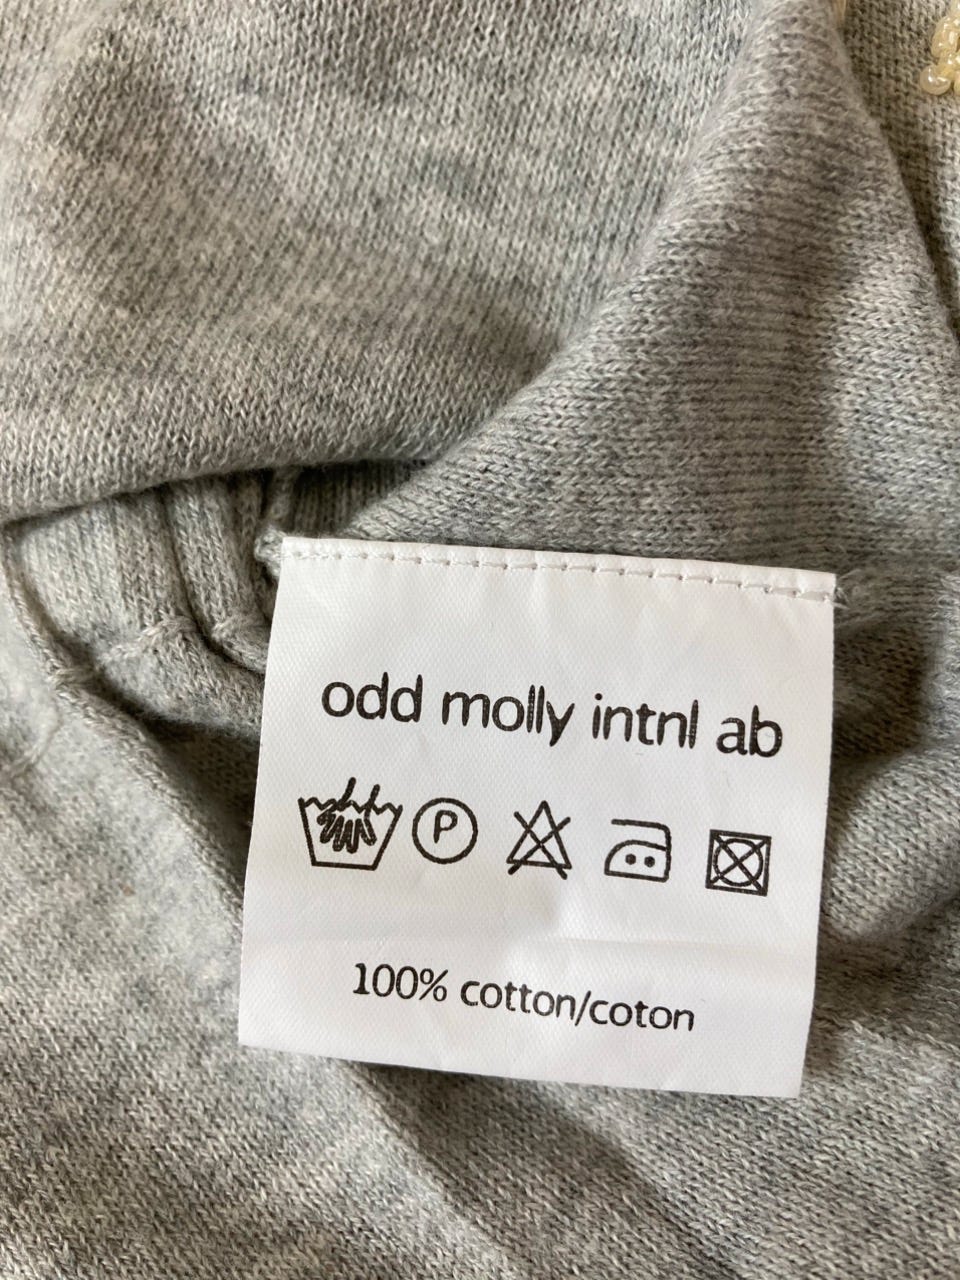 odd molly intnl ab
P
100% cotton/coton